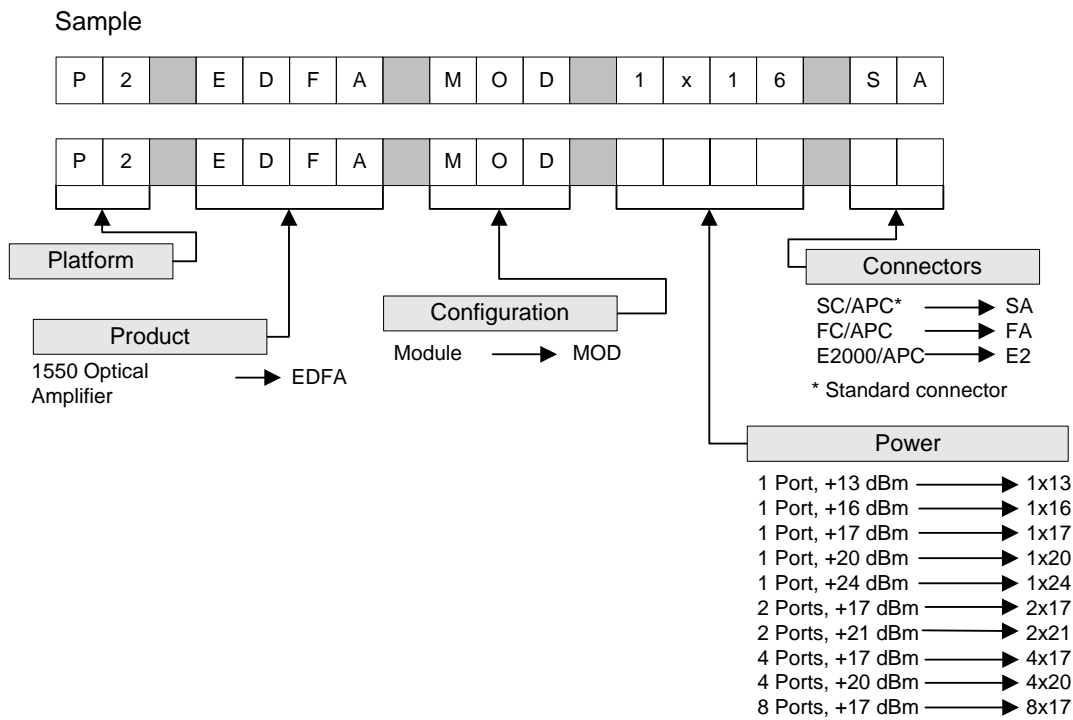 Sample
P 2 E D F A M O D 1 x 1 6 S A
P 2 E D F A M O D
Platform
Product
1550 Optical
Amplifier
EDFA
Configuration
Module MOD
Connectors
SC/APC* SA
FC/APC FA
E2000/APC E2
* Standard connector
Power
1 Port, +13 dBm 1x13
1 Port, +16 dBm 1x16
1 Port, +17 dBm 1x17
1 Port, +20 dBm 1x20
1 Port, +24 dBm 1x24
2 Ports, +17 dBm 2x17
2 Ports, +21 dBm 2x21
4 Ports, +17 dBm 4x17
4 Ports, +20 dBm 4x20
8 Ports, +17 dBm 8x17